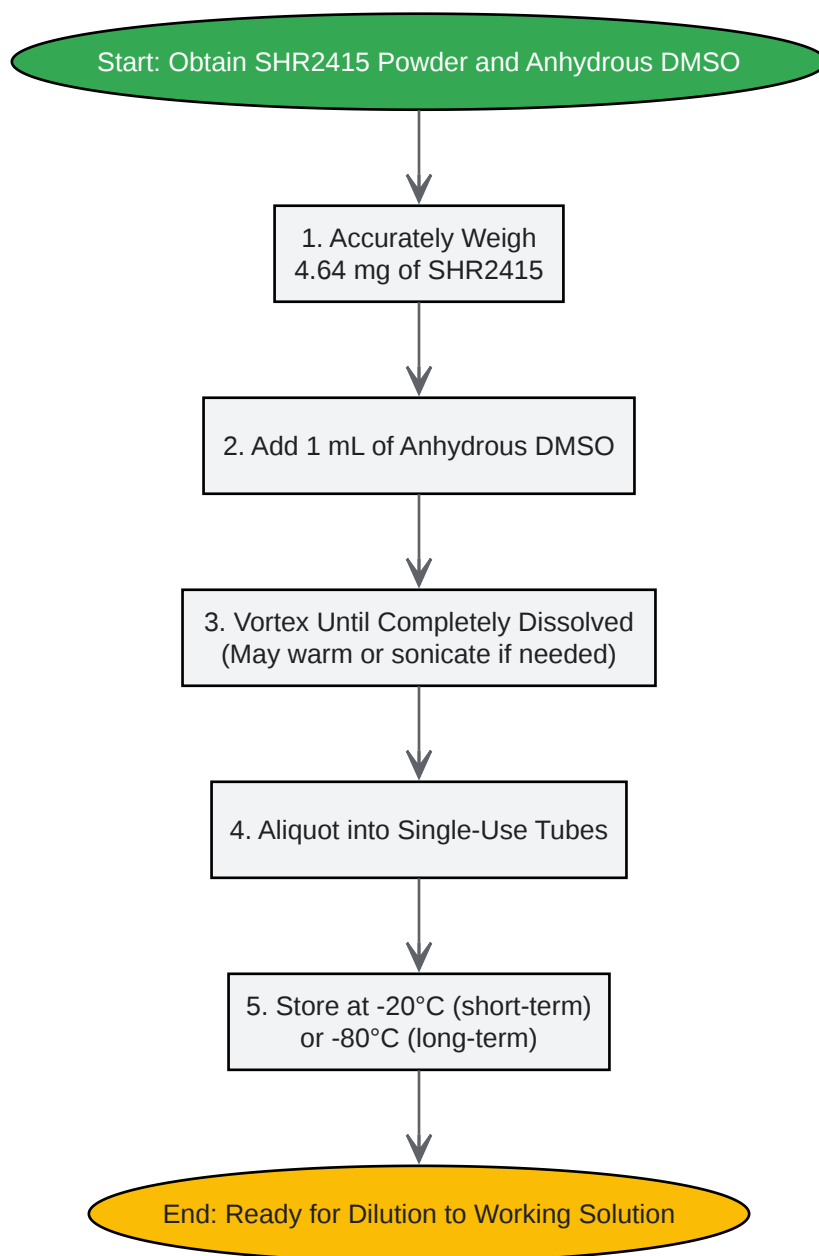 Start: Obtain SHR2415 Powder and Anhydrous DMSO
1. Accurately Weigh
4.64 mg of SHR2415
2. Add 1 mL of Anhydrous DMSO
3. Vortex Until Completely Dissolved
(May warm or sonicate if needed)
4. Aliquot into Single-Use Tubes
5. Store at -20°C (short-term)
or -80°C (long-term)
End: Ready for Dilution to Working Solution